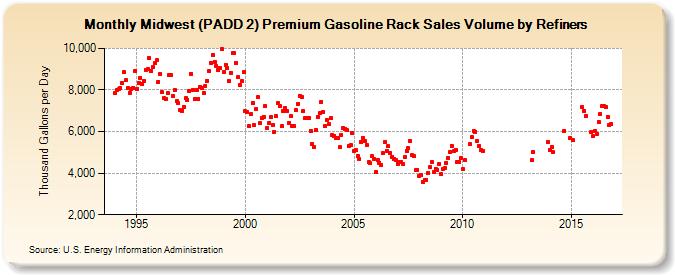 Monthly Midwest (PADD 2) Premium Gasoline Rack Sales Volume by Refiners
Thousand Gallons per Day
10,000
8,000
6,000
4,000
2,000
1995 2000 2005 2010 2015
Source: U.S. Energy Information Administration